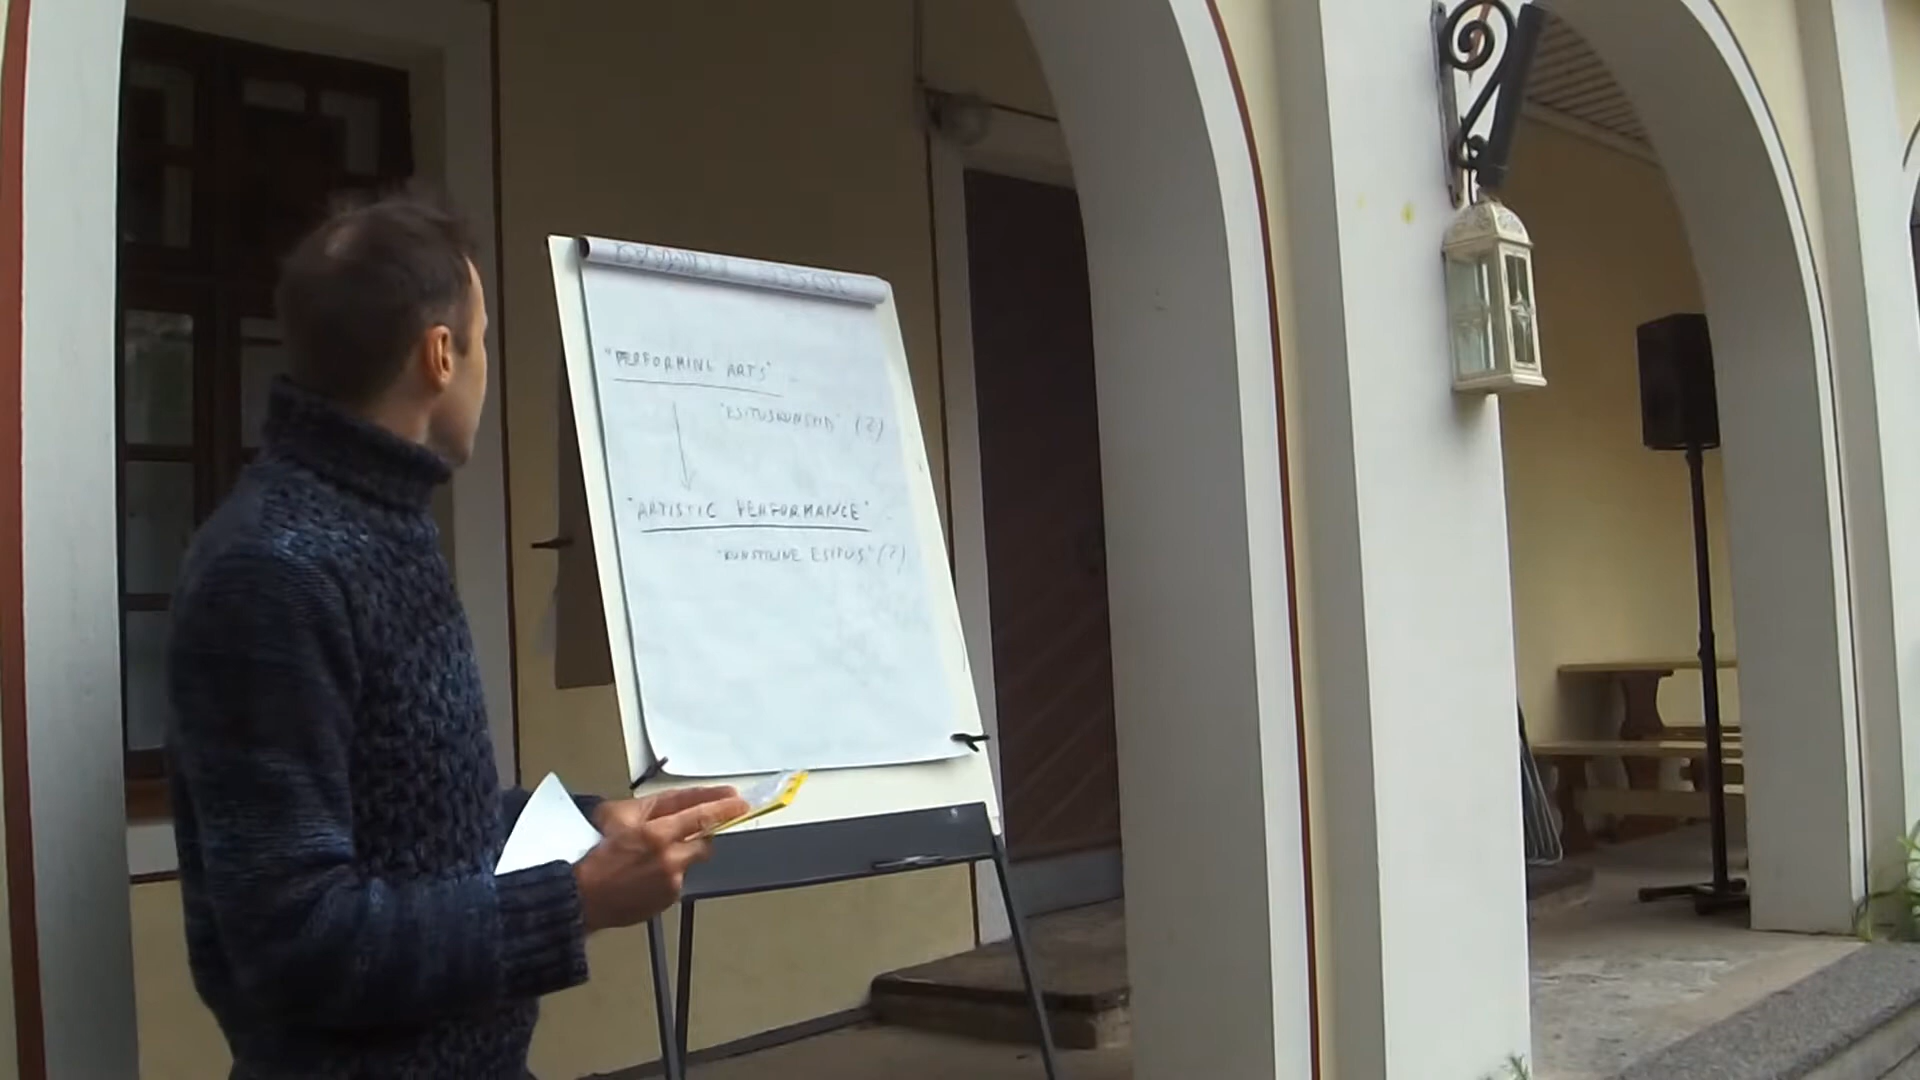 "PERFORMING ARTS"
"ESITUSKUNSTID" (?)
"ARTISTIC PERFORMANCE"
"KUNSTILINE ESITUS" (?)